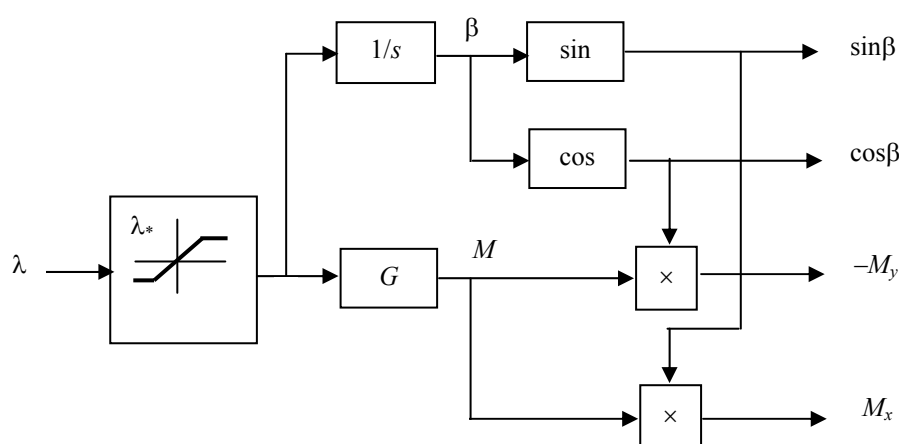 β
1/s
sin
sinβ
cos
cosβ
λ*
λ
M
G
×
–My
×
Mx